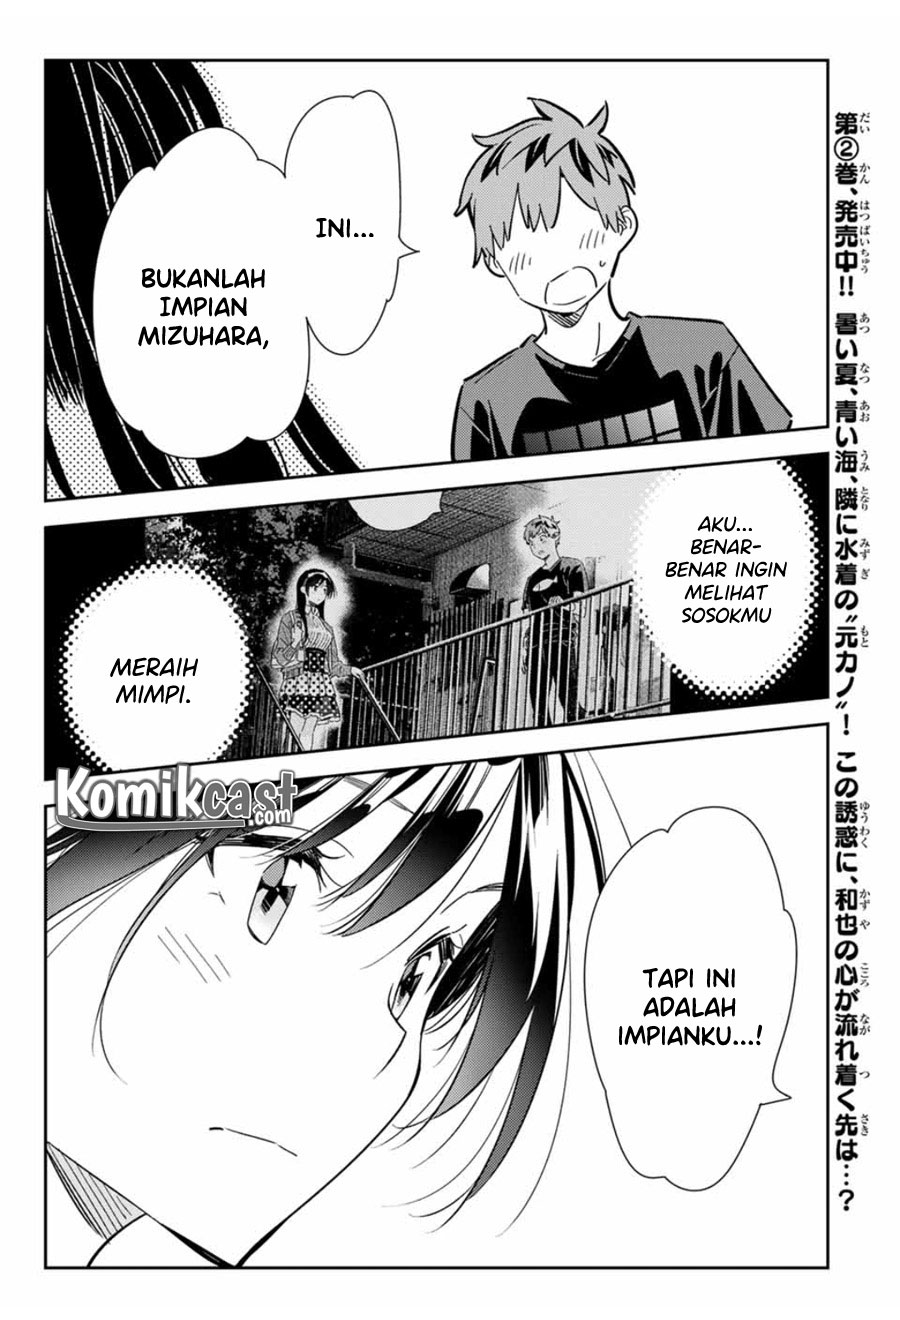 INI...
BUKANLAH
IMPIAN
MIZUHARA,
AKU...
BENAR-
BENAR INGIN
MELIHAT
SOSOKMU
MERAIH
MIMPI.
Komikcast
.com
TAPI INI
ADALAH
IMPIANKU...!
第②巻、発売中!! 暑い夏、青い海、隣に水着の〝元カノ〟! この誘惑に、和也の心が流れ着く先は…?